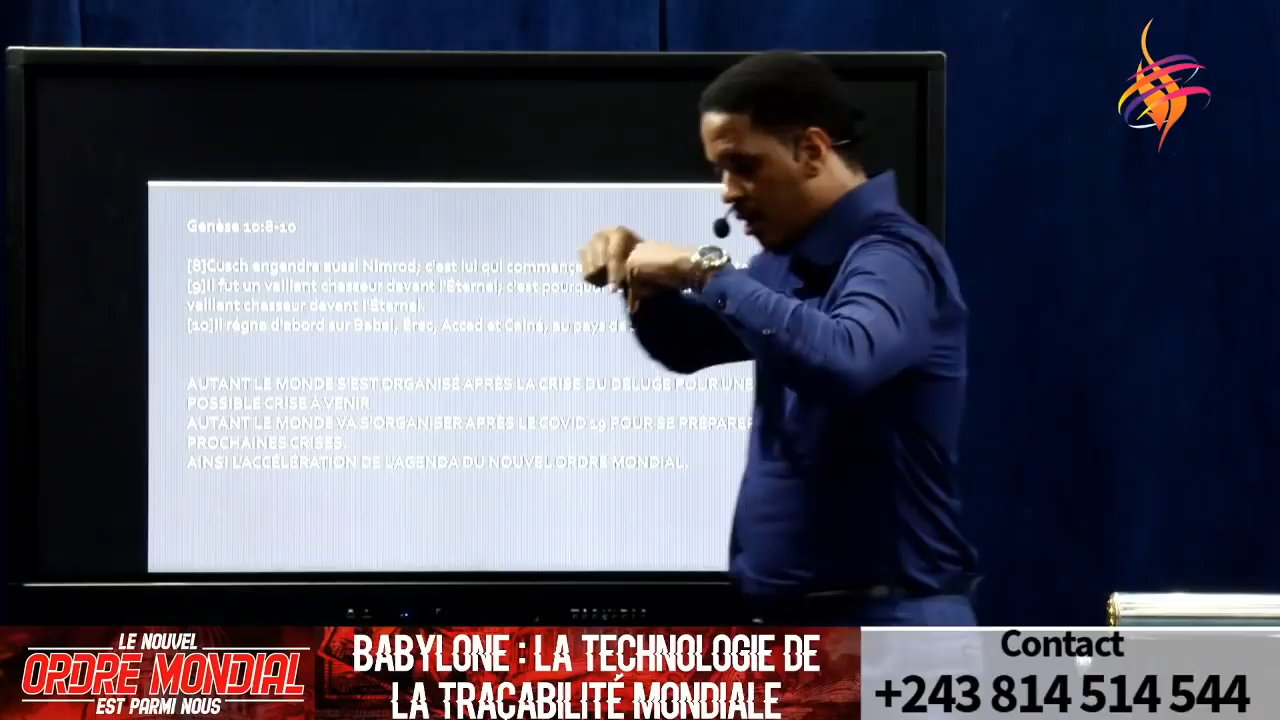 Genèse 10:8-10
[8]Cusch engendra aussi Nimrod; c'est lui qui commença
[9]Il fut un vaillant chasseur devant l'Éternel; c'est pourquoi
vaillant chasseur devant l'Éternel.
[10]Il régna d'abord sur Babel, Érec, Accad et Calné, au pays de
AUTANT LE MONDE S'EST ORGANISÉ APRÈS LA CRISE DU DÉLUGE POUR UNE
POSSIBLE CRISE À VENIR
AUTANT LE MONDE VA S'ORGANISER APRÈS LE COVID 19 POUR SE PRÉPARER
PROCHAINES CRISES.
AINSI L'ACCÉLÉRATION DE L'AGENDA DU NOUVEL ORDRE MONDIAL.
LE NOUVEL
ORDRE MONDIAL
EST PARMI NOUS
BABYLONE : LA TECHNOLOGIE DE
LA TRACABILITÉ MONDIALE
Contact
+243 814 514 544